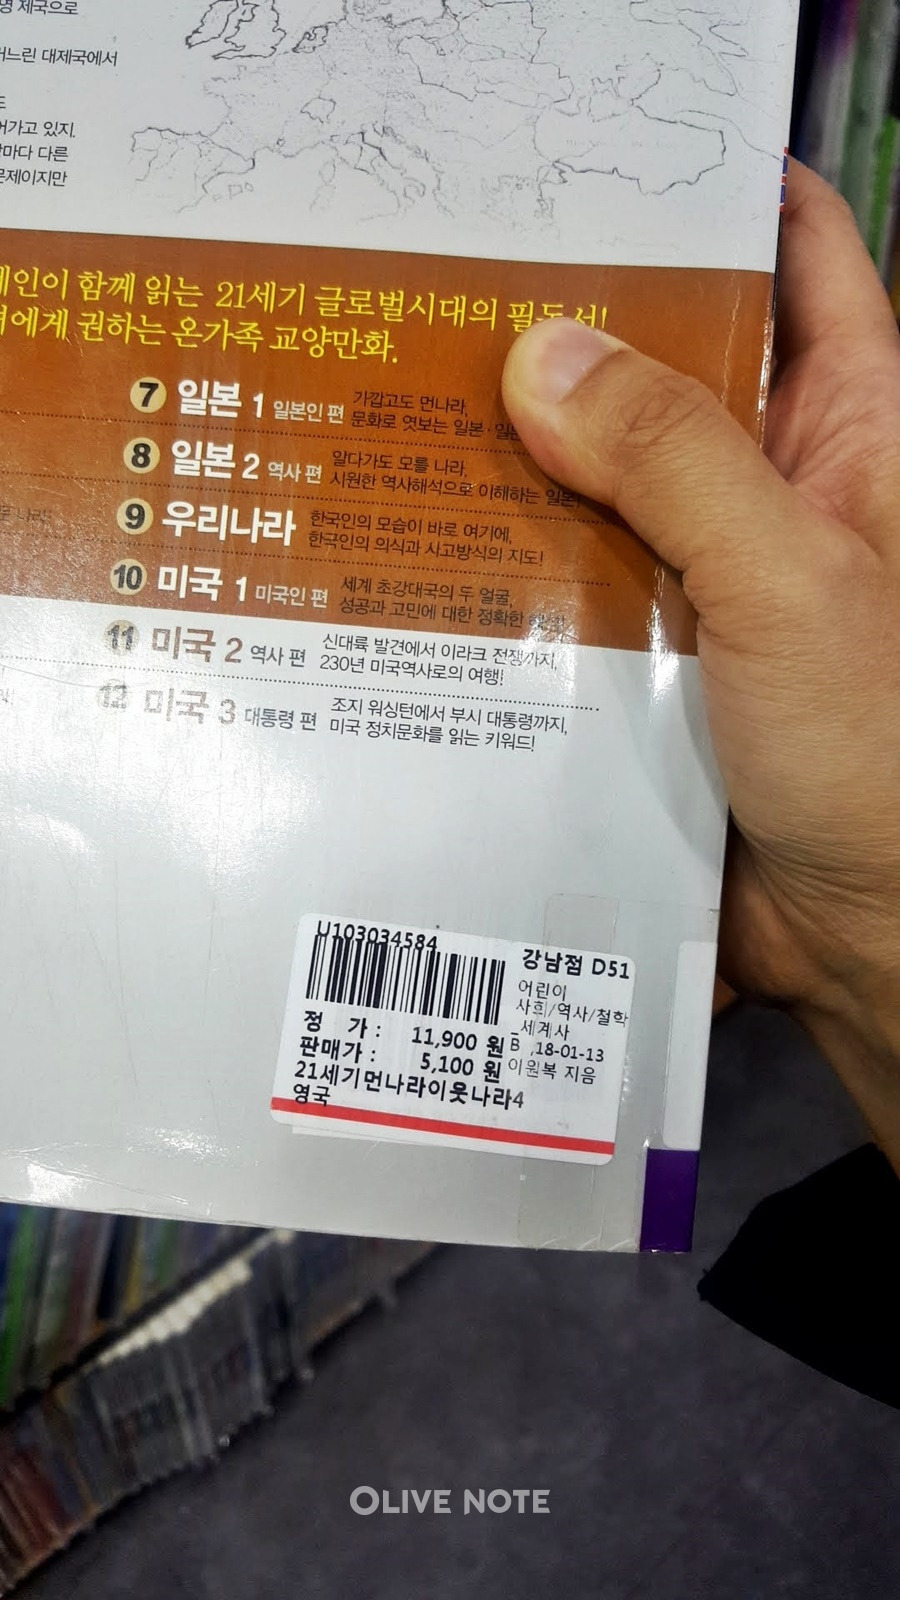 영 제국으로
느린 대제국에서
어가고 있지.
마다 다른
문제이지만
함께 읽는 21세기 글로벌시대의
에게 권하는 온가족 교양만화.
7 일본 1 일본인 편 가깝고도 먼나라,
문화로 엿보는 일본·
8 일본 2 역사 편 알다가도 모를 나라,
시원한 역사해석으로 이해하는 일본
9 우리나라 한국인의 모습이 바로 여기에,
한국인의 의식과 사고방식의 지도!
10 미국 1 미국인 편 세계 초강대국의 두 얼굴,
성공과 고민에 대한 정확한
11 미국 2 역사 편 신대륙 발견에서 이라크 전쟁까지,
230년 미국역사로의 여행!
12 미국 3 대통령 편 조지 워싱턴에서 부시 대통령까지,
미국 정치문화를 읽는 키워드!
U103034584
강남점 D51
어린이
사회/역사/철학
_세계사
B ,18-01-13
이원복 지음
정 가 : 11,900 원
판매가 : 5,100 원
21세기먼나라이웃나라4
영국
OLIVE NOTE